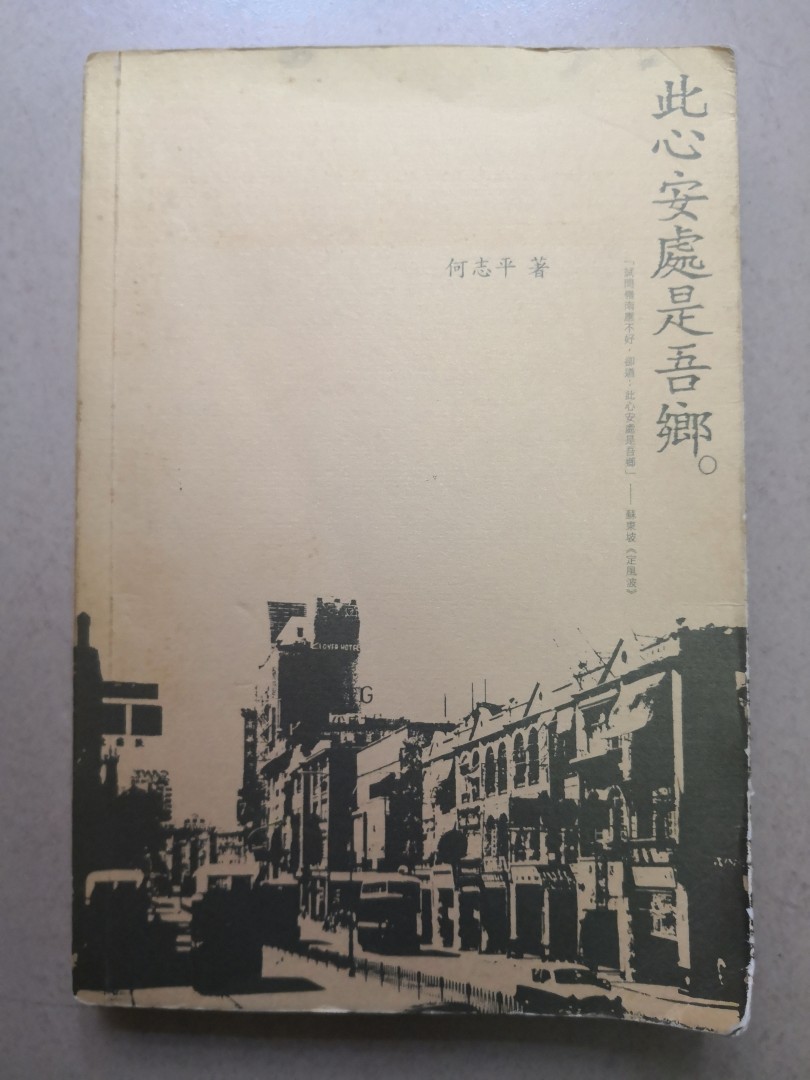 此心安處是吾鄉。
「試問嶺南應不好，卻道：此心安處是吾鄉」——蘇東坡《定風波》
何志平 著
HOTEL
G